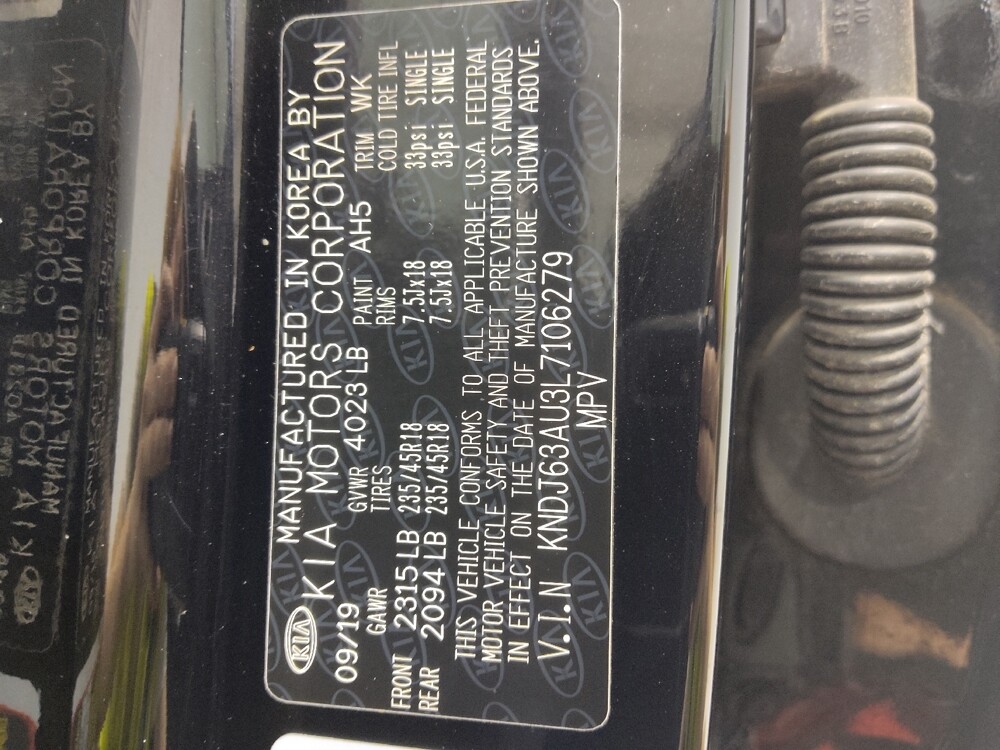 KIA MANUFACTURED IN KOREA BY
KIA MOTORS CORPORATION
09/19 GVWR 4023 LB PAINT AH5 TRIM WK
GAWR TIRES RIMS COLD TIRE INFL
FRONT 2315 LB 235/45R18 7.5Jx18 33psi SINGLE
REAR 2094 LB 235/45R18 7.5Jx18 33psi SINGLE
THIS VEHICLE CONFORMS TO ALL APPLICABLE U.S.A. FEDERAL
MOTOR VEHICLE SAFETY AND THEFT PREVENTION STANDARDS
IN EFFECT ON THE DATE OF MANUFACTURE SHOWN ABOVE.
V.I.N KNDJ63AU3L7106279
MPV